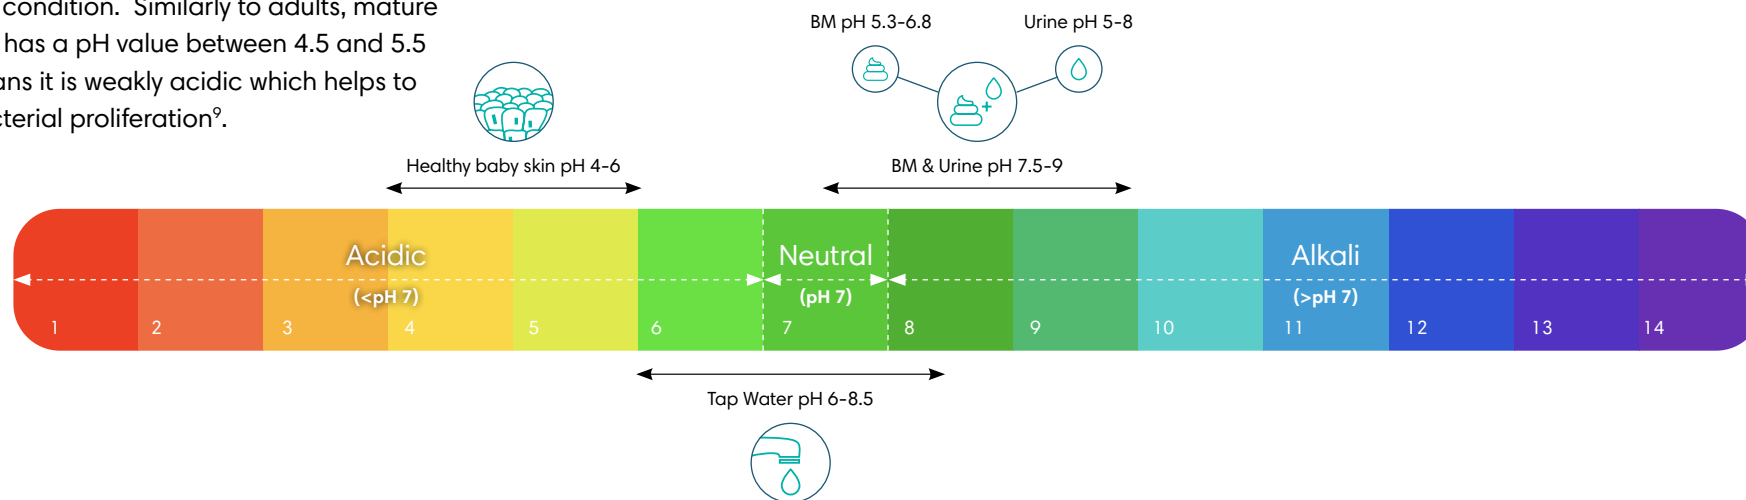 condition. Similarly to adults, mature
has a pH value between 4.5 and 5.5
it is weakly acidic which helps to
proliferation⁹.
BM pH 5.3-6.8
Urine pH 5-8
Healthy baby skin pH 4-6
BM & Urine pH 7.5-9
Acidic
(<pH 7)
Neutral
(pH 7)
Alkali
(>pH 7)
1 2 3 4 5 6 7 8 9 10 11 12 13 14
Tap Water pH 6-8.5